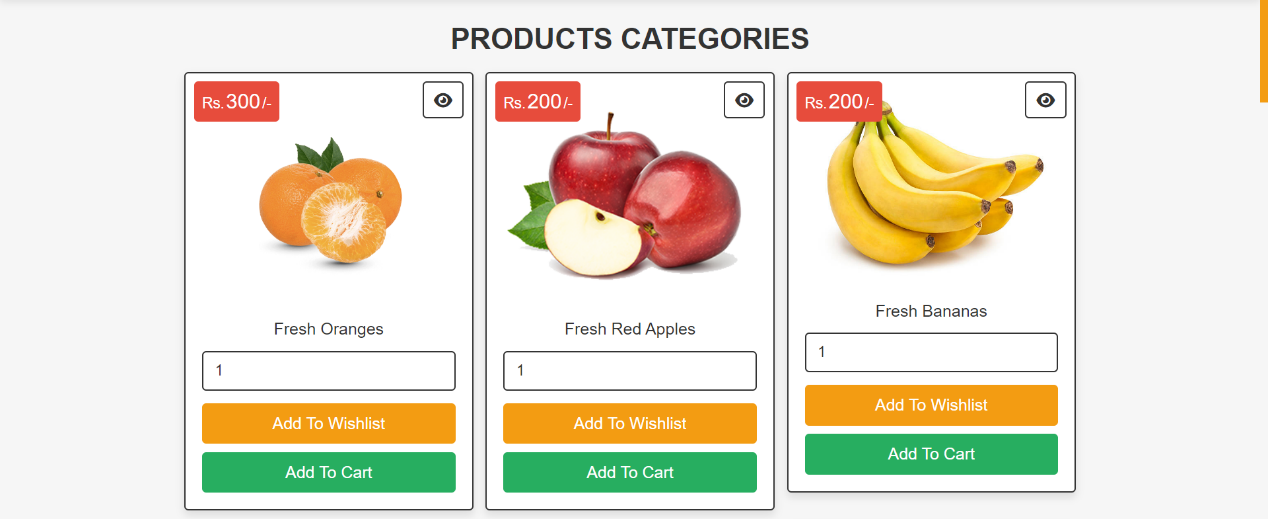 PRODUCTS CATEGORIES
Rs.300/-
Fresh Oranges
1
Add To Wishlist
Add To Cart
Rs.200/-
Fresh Red Apples
1
Add To Wishlist
Add To Cart
Rs.200/-
Fresh Bananas
1
Add To Wishlist
Add To Cart